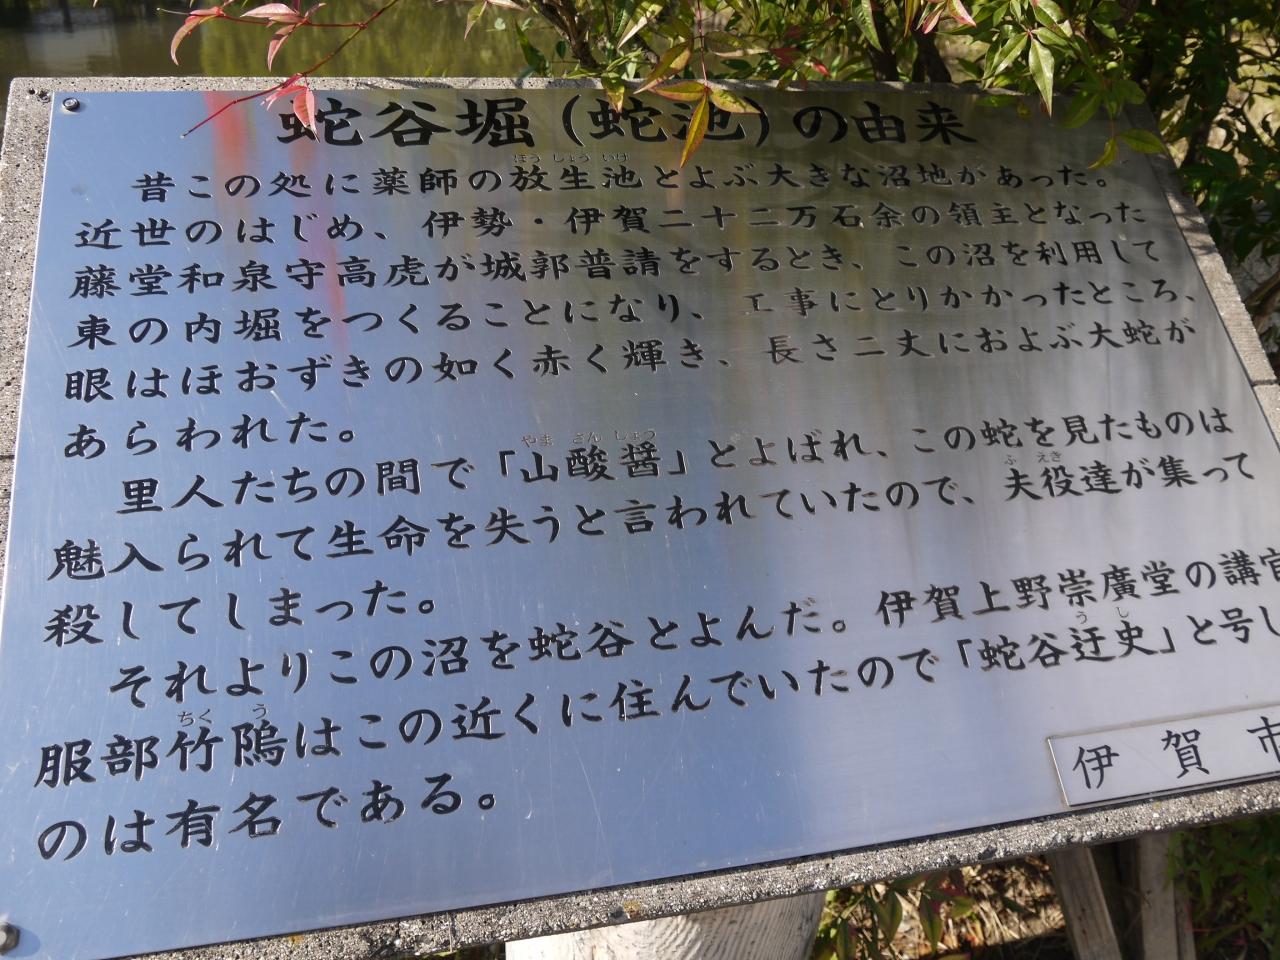 蛇谷堀(蛇池)の由来
ほう しょう いけ
昔この処に薬師の放生池とよぶ大きな沼地があった。
近世のはじめ、伊勢・伊賀二十二万石余の領主となった
藤堂和泉守高虎が城郭普請をするとき、この沼を利用して
東の内堀をつくることになり、工事にとりかかったところ、
眼はほおずきの如く赤く輝き、長さ二丈におよぶ大蛇が
あらわれた。
やま さん しょう
里人たちの間で「山酸醤」とよばれ、この蛇を見たものは
ふ えき
魅入られて生命を失うと言われていたので、夫役達が集って
殺してしまった。
それよりこの沼を蛇谷とよんだ。伊賀上野崇廣堂の講官
ちく う う し
服部竹隝はこの近くに住んでいたので「蛇谷迂史」と号し
のは有名である。
伊賀市